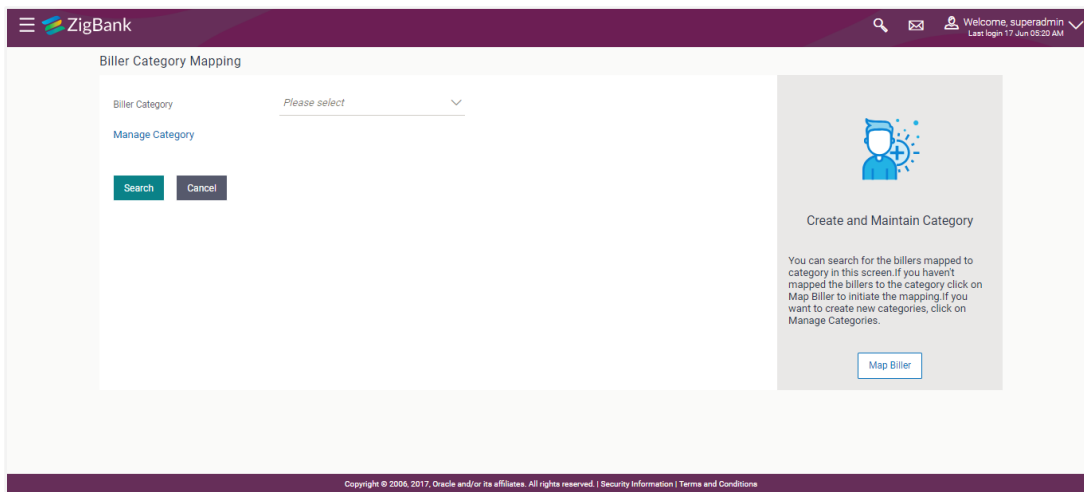 ZigBank
Welcome, superadmin
Last login 17 Jun 05:20 AM
Biller Category Mapping
Biller Category
Please select
Manage Category
Search
Cancel
Create and Maintain Category
You can search for the billers mapped to
category in this screen.If you haven't
mapped the billers to the category click on
Map Biller to initiate the mapping.If you
want to create new categories, click on
Manage Categories.
Map Biller
Copyright © 2006, 2017, Oracle and/or its affiliates. All rights reserved. | Security Information | Terms and Conditions